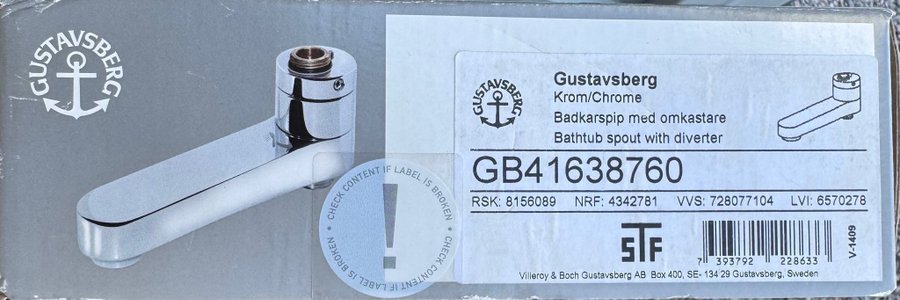 GUSTAVSBERG
CHECK CONTENT IF LABEL IS BROKEN • CHECK CONTENT IF LABEL IS BROKEN •
!
GUSTAVSBERG
Gustavsberg
Krom/Chrome
Badkarspip med omkastare
Bathtub spout with diverter
GB41638760
RSK: 8156089 NRF: 4342781 VVS: 728077104 LVI: 6570278
STF
7 393792 228633
V-1409
Villeroy & Boch Gustavsberg AB Box 400, SE- 134 29 Gustavsberg, Sweden